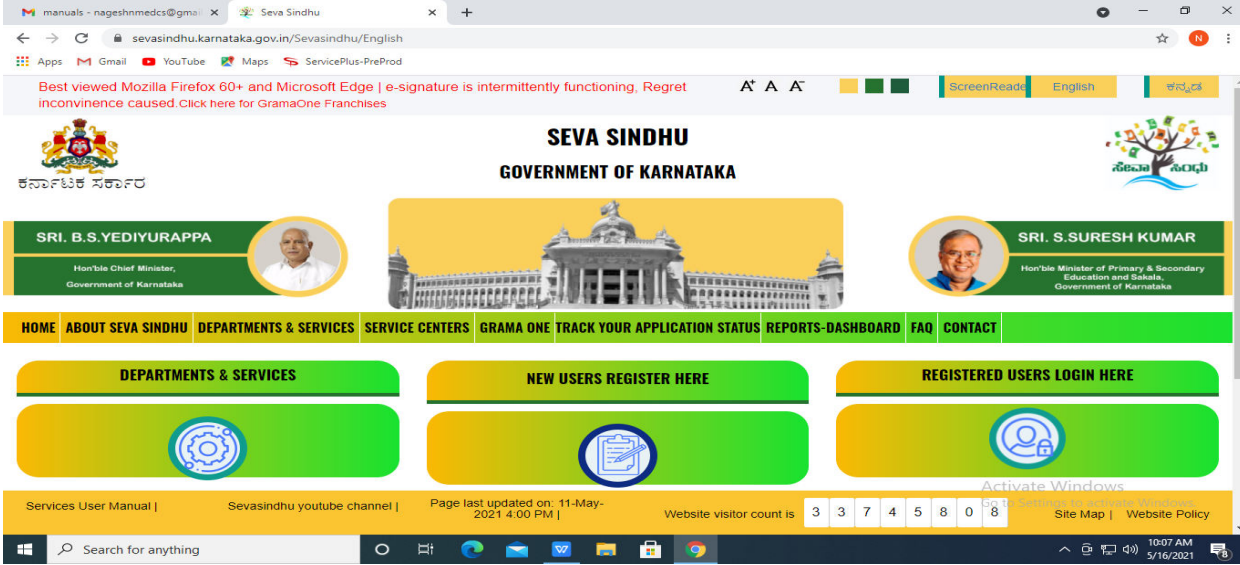 manuals - nageshnmedcs@gmail
Seva Sindhu
sevasindhu.karnataka.gov.in/Sevasindhu/English
N
Apps Gmail YouTube Maps ServicePlus-PreProd
Best viewed Mozilla Firefox 60+ and Microsoft Edge | e-signature is intermittently functioning, Regret
inconvinence caused.Click here for GramaOne Franchises
A+ A A-
ScreenReade
English
ಕನ್ನಡ
SEVA SINDHU
GOVERNMENT OF KARNATAKA
ಕರ್ನಾಟಕ ಸರ್ಕಾರ
ಸೇವಾ ಸಿಂಧು
SRI. B.S.YEDIYURAPPA
Hon'ble Chief Minister,
Government of Karnataka
SRI. S.SURESH KUMAR
Hon'ble Minister of Primary & Secondary
Education and Sakala,
Government of Karnataka
HOME ABOUT SEVA SINDHU DEPARTMENTS & SERVICES SERVICE CENTERS GRAMA ONE TRACK YOUR APPLICATION STATUS REPORTS-DASHBOARD FAQ CONTACT
DEPARTMENTS & SERVICES
NEW USERS REGISTER HERE
REGISTERED USERS LOGIN HERE
Activate Windows
Go to Settings to activate Windows.
Services User Manual |
Sevasindhu youtube channel |
Page last updated on: 11-May-
2021 4:00 PM |
Website visitor count is 3 3 7 4 5 8 0 8
Site Map | Website Policy
Search for anything
10:07 AM
5/16/2021
8